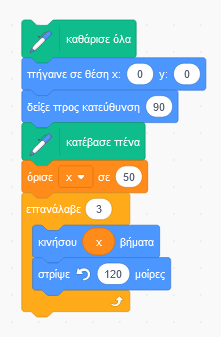 καθάρισε όλα
πήγαινε σε θέση x: 0 y: 0
δείξε προς κατεύθυνση 90
κατέβασε πένα
όρισε x σε 50
επανάλαβε 3
κινήσου x βήματα
στρίψε 120 μοίρες